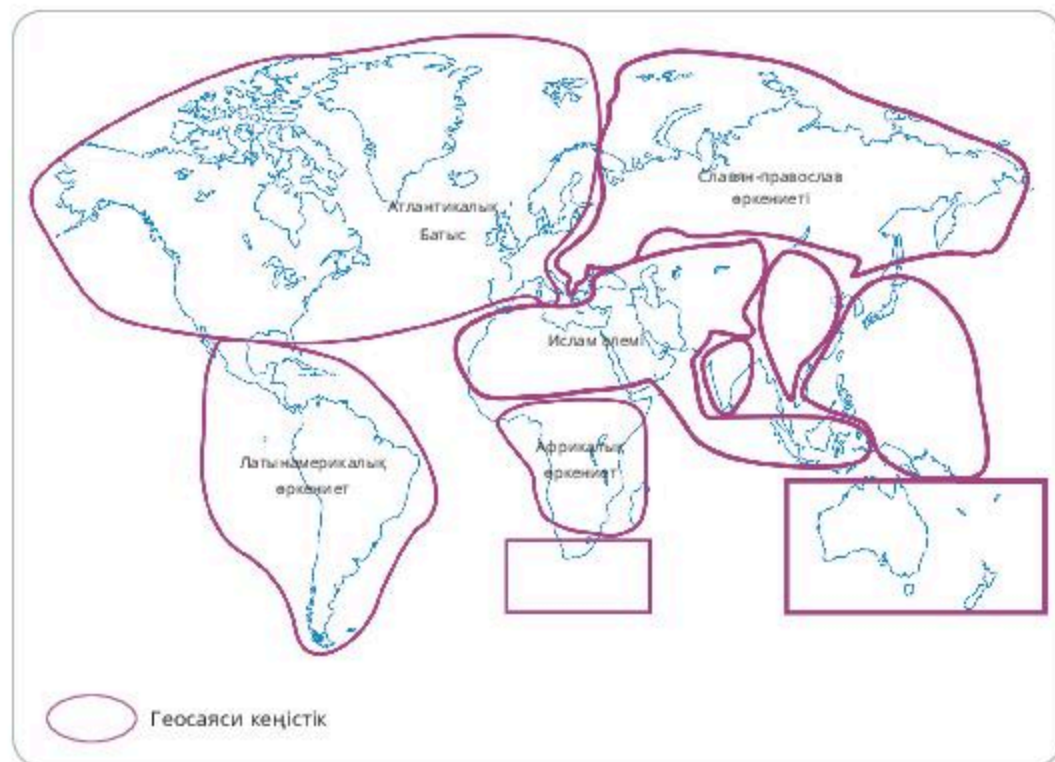 Атлантикалық
Батыс
Славян-православ
өркениеті
Ислам әлемі
Латынамерикалық
өркениет
Африкалық
өркениет
Геосаяси кеңістік